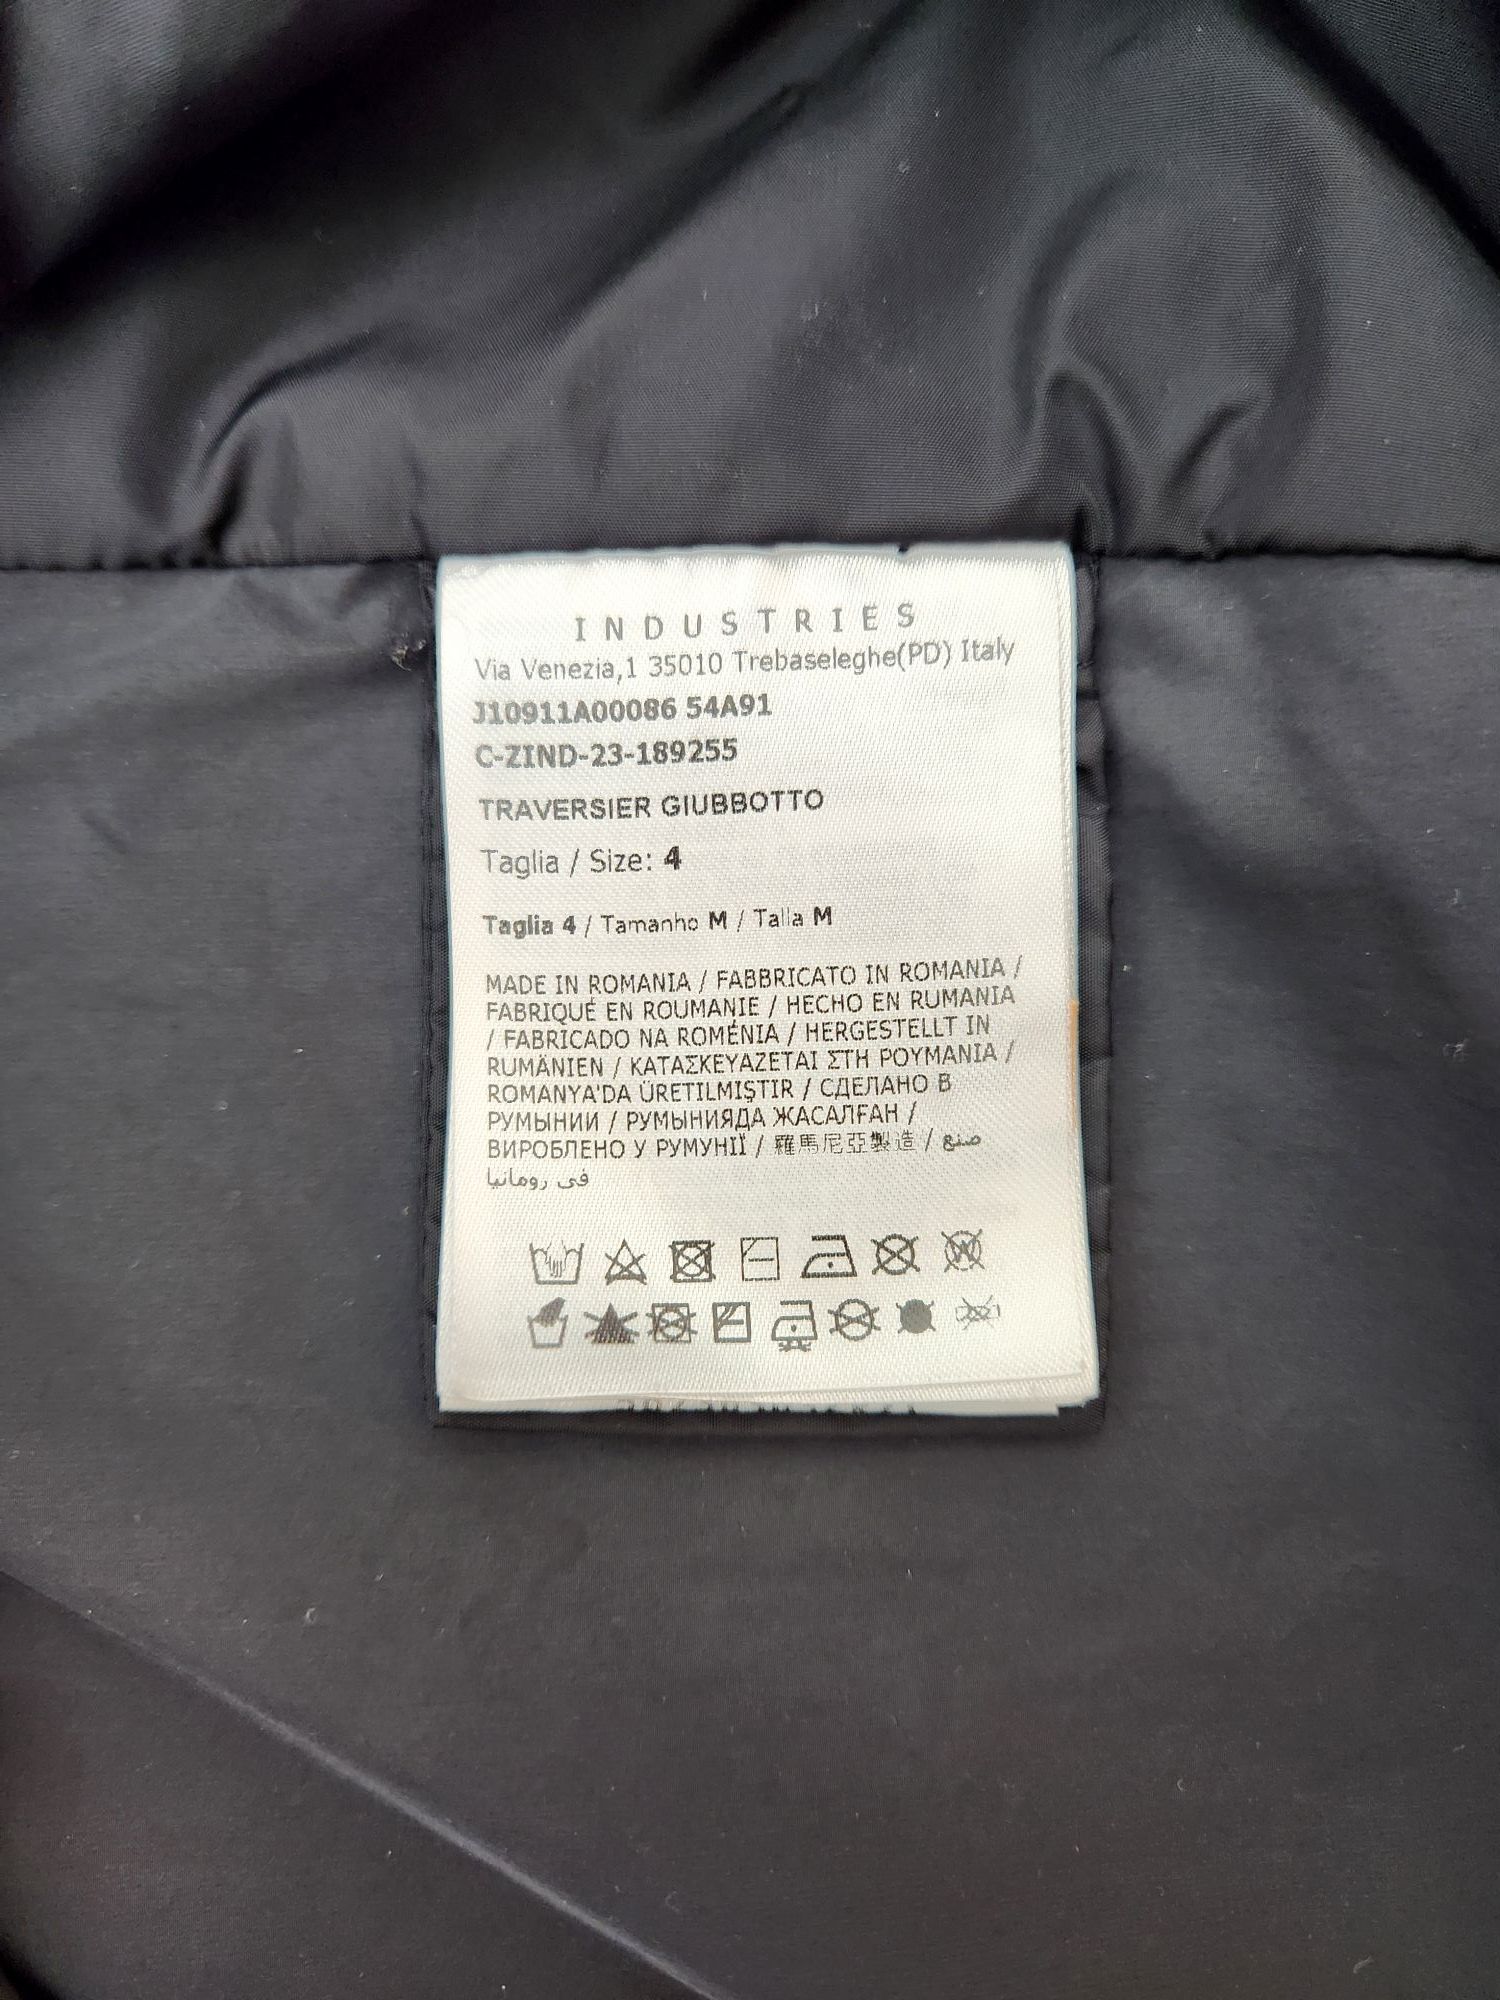 INDUSTRIES
Via Venezia,1 35010 Trebaseleghe(PD) Italy
J10911A00086 54A91
C-ZIND-23-189255
TRAVERSIER GIUBBOTTO
Taglia / Size: 4
Taglia 4 / Tamanho M / Talla M
MADE IN ROMANIA / FABBRICATO IN ROMANIA /
FABRIQUÉ EN ROUMANIE / HECHO EN RUMANIA
/ FABRICADO NA ROMÉNIA / HERGESTELLT IN
RUMÄNIEN / ΚΑΤΑΣΚΕΥΑΖΕΤΑΙ ΣΤΗ ΡΟΥΜΑΝΙΑ /
ROMANYA'DA ÜRETILMIŞTIR / СДЕЛАНО В
РУМЫНИИ / РУМЫНИЯДА ЖАСАЛҒАН /
ВИРОБЛЕНО У РУМУНІЇ / 羅馬尼亞製造 / صنع
في رومانيا
W